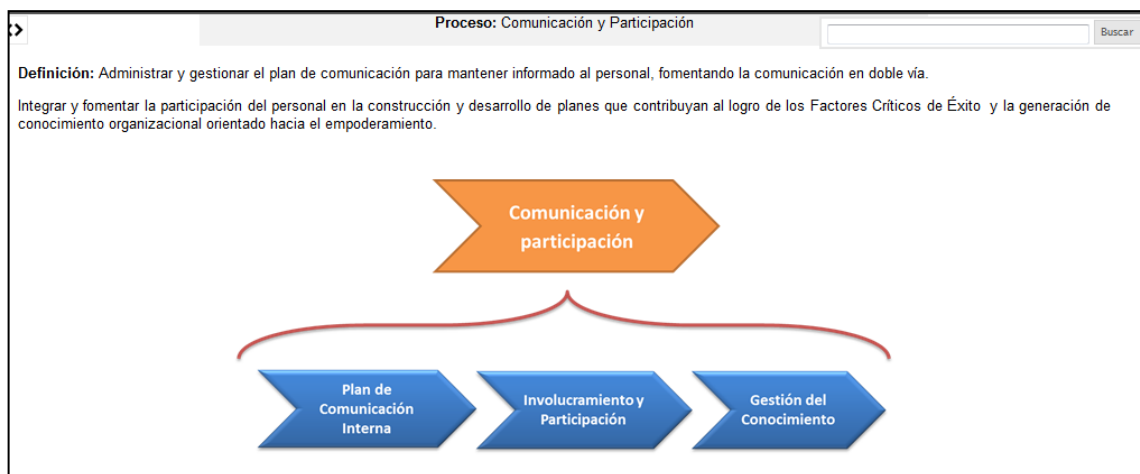 Proceso: Comunicación y Participación
Buscar
Definición: Administrar y gestionar el plan de comunicación para mantener informado al personal, fomentando la comunicación en doble vía.
Integrar y fomentar la participación del personal en la construcción y desarrollo de planes que contribuyan al logro de los Factores Críticos de Éxito y la generación de
conocimiento organizacional orientado hacia el empoderamiento.
Comunicación y
participación
Plan de
Comunicación
Interna
Involucramiento y
Participación
Gestión del
Conocimiento